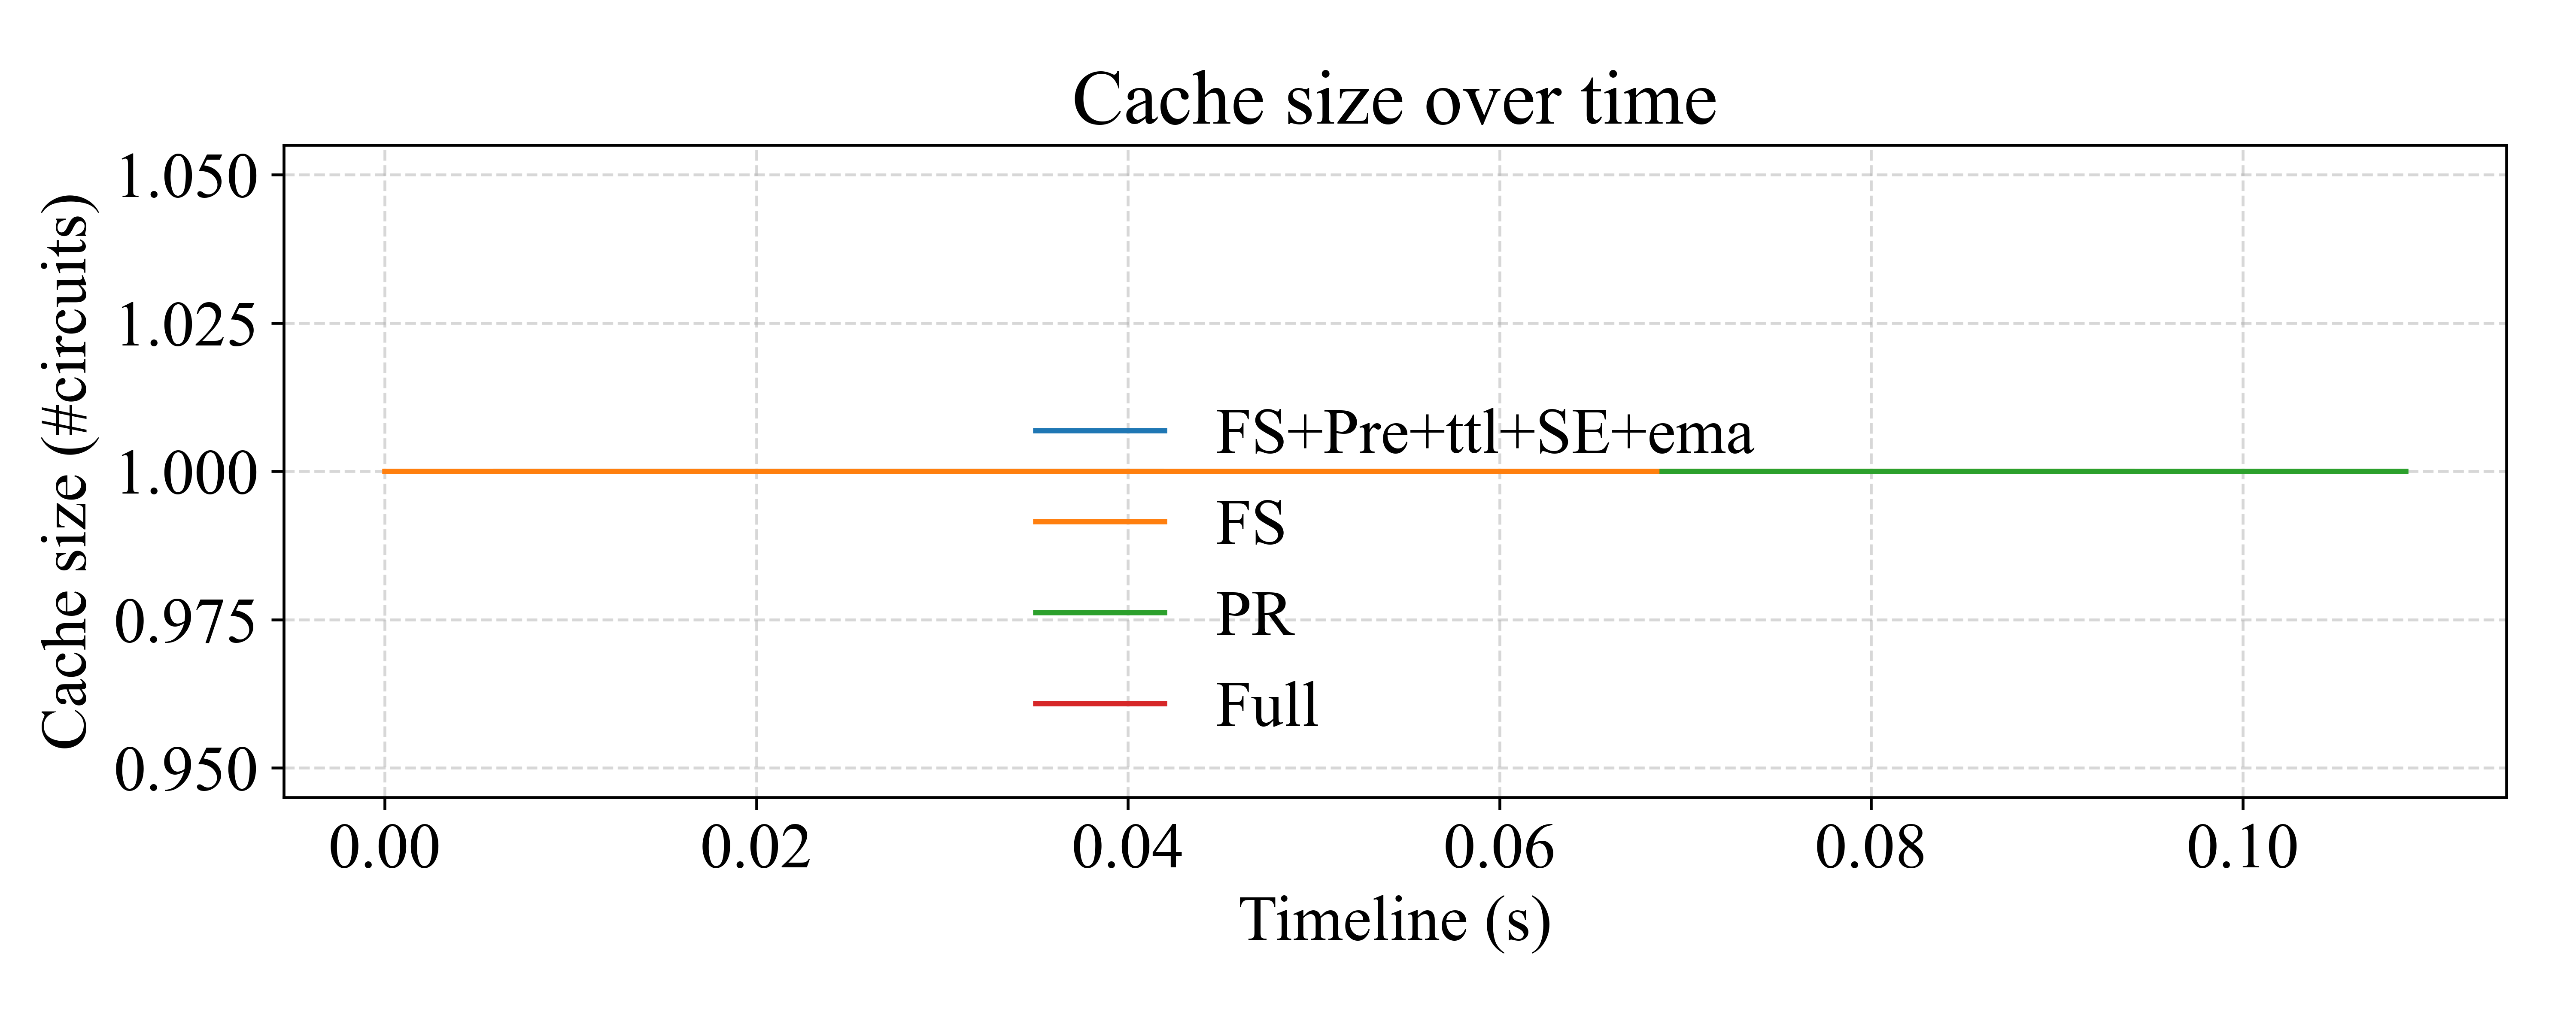 Cache size over time
Cache size (#circuits)
1.050
1.025
1.000
0.975
0.950
FS+Pre+ttl+SE+ema
FS
PR
Full
0.00 0.02 0.04 0.06 0.08 0.10
Timeline (s)